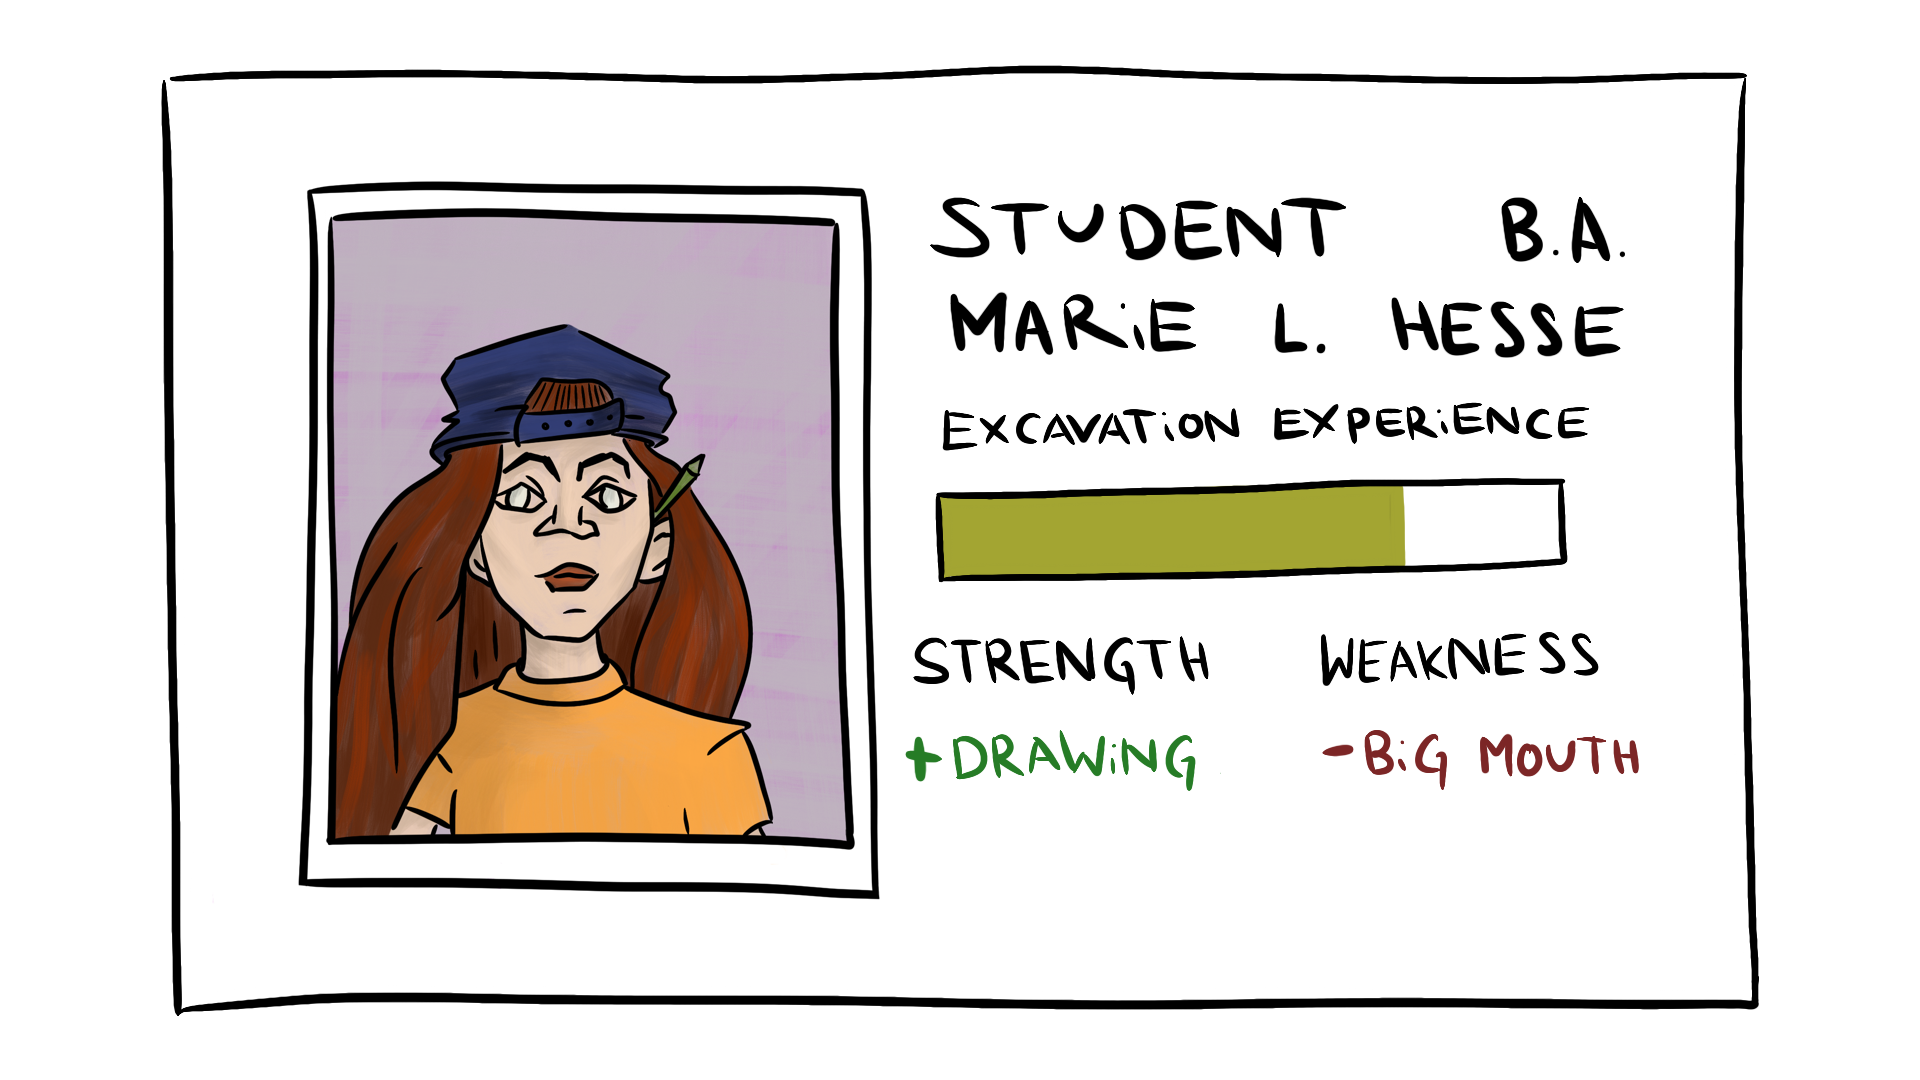 STUDENT B.A.
MARiE L. HESSE
EXCAVATiON EXPERiENCE
STRENGTH WEAKNESS
+DRAWiNG -BiG MOUTH